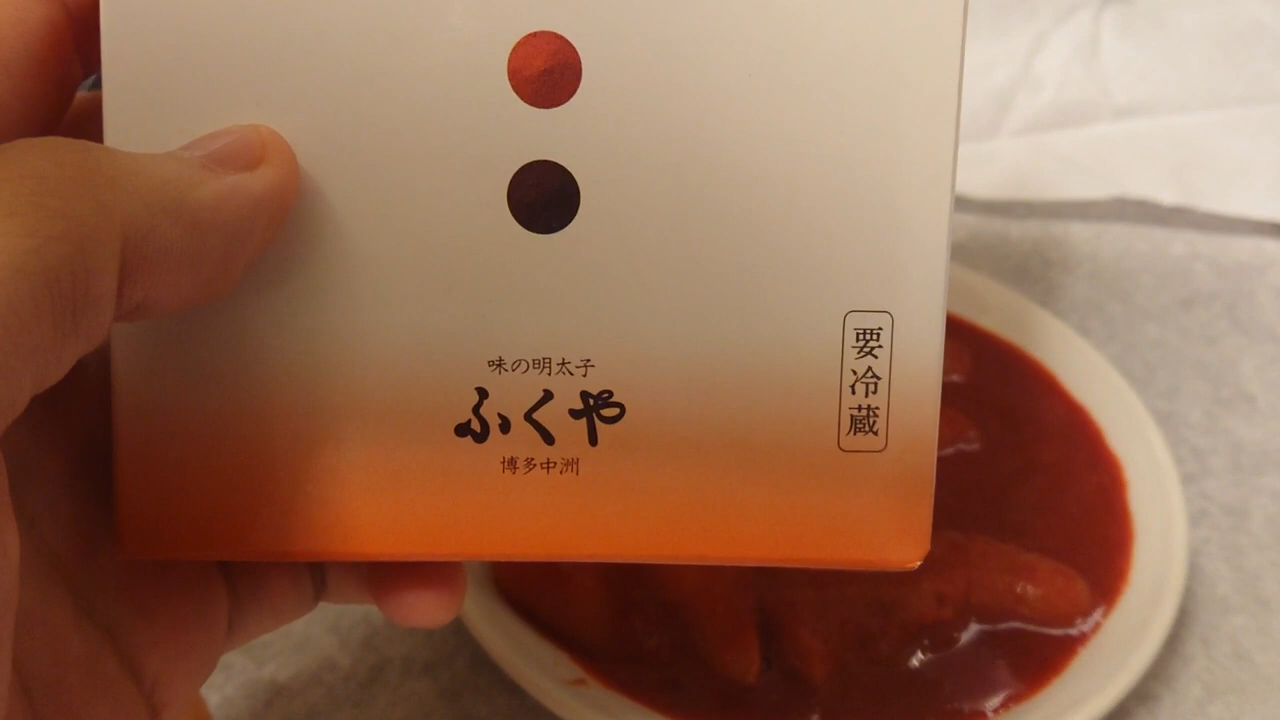 味の明太子
ふくや
博多中洲
要冷蔵